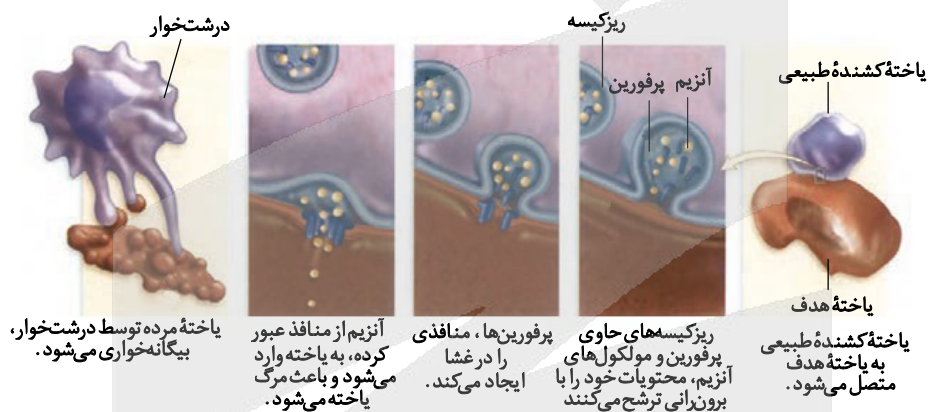 یاختهٔ کشندهٔ طبیعی
یاختهٔ هدف
یاختهٔ کشندهٔ طبیعی
به یاختهٔ هدف
متصل می‌شود.
ریزکیسه
آنزیم
پرفورین
ریزکیسه‌های حاوی
پرفورین و مولکول‌های
آنزیم، محتویات خود را با
برون‌رانی ترشح می‌کنند
پرفورین‌ها، منافذی
را در غشا
ایجاد می‌کند.
آنزیم از منافذ عبور
کرده، به یاخته وارد
می‌شود و باعث مرگ
یاخته می‌شود.
درشت‌خوار
یاختهٔ مرده توسط درشت‌خوار،
بیگانه‌خواری می‌شود.